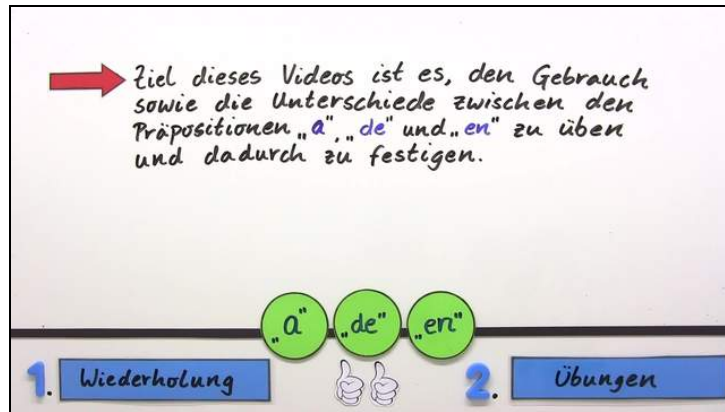 Ziel dieses Videos ist es, den Gebrauch
sowie die Unterschiede zwischen den
Präpositionen „a", „de" und „en" zu üben
und dadurch zu festigen.
„a" „de" „en"
1. Wiederholung 2. Übungen